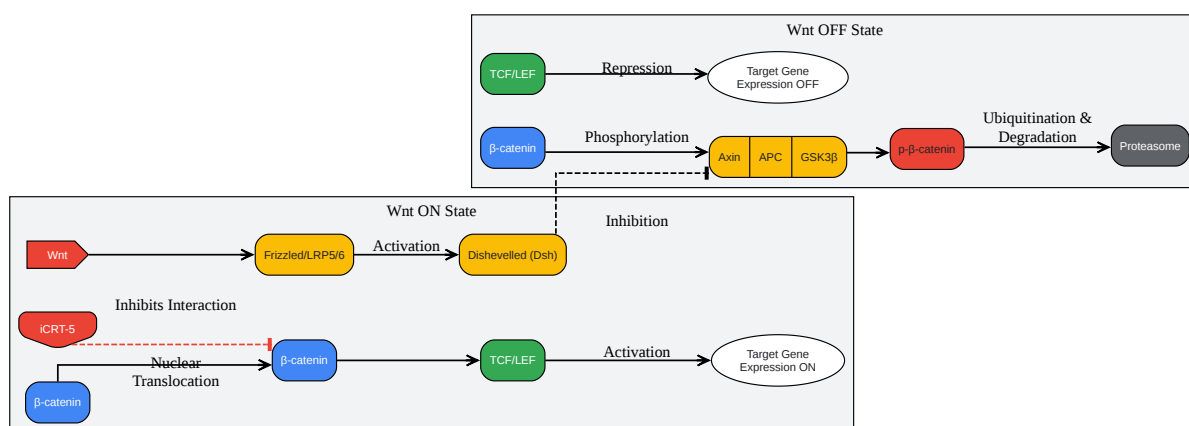 Wnt OFF State
TCF/LEF
Repression
Target Gene
Expression OFF
β-catenin
Phosphorylation
Axin
APC
GSK3β
p-β-catenin
Ubiquitination &
Degradation
Proteasome
Wnt ON State
Inhibition
Wnt
Frizzled/LRP5/6
Activation
Dishevelled (Dsh)
Inhibits Interaction
iCRT-5
Nuclear
Translocation
β-catenin
β-catenin
TCF/LEF
Activation
Target Gene
Expression ON